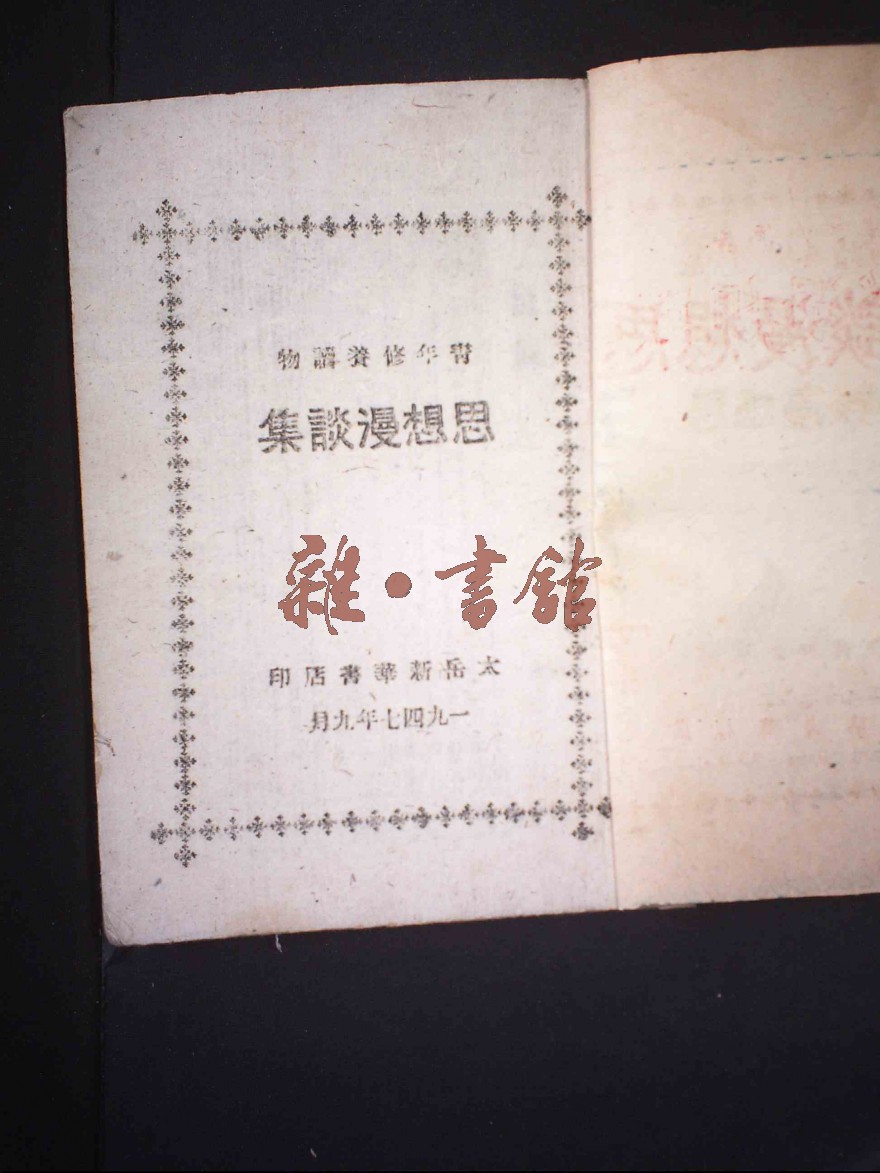 青年修養讀物
思想漫談集
雜·書館
太岳新華書店印
一九四七年九月